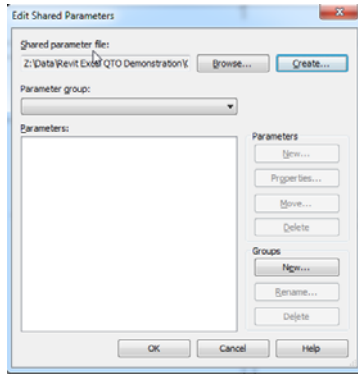 Edit Shared Parameters
Shared parameter file:
Z:\Data\Revit Excel QTO Demonstration\
Browse...
Create...
Parameter group:
Parameters:
Parameters
New...
Properties...
Move...
Delete
Groups
New...
Rename...
Delete
OK
Cancel
Help